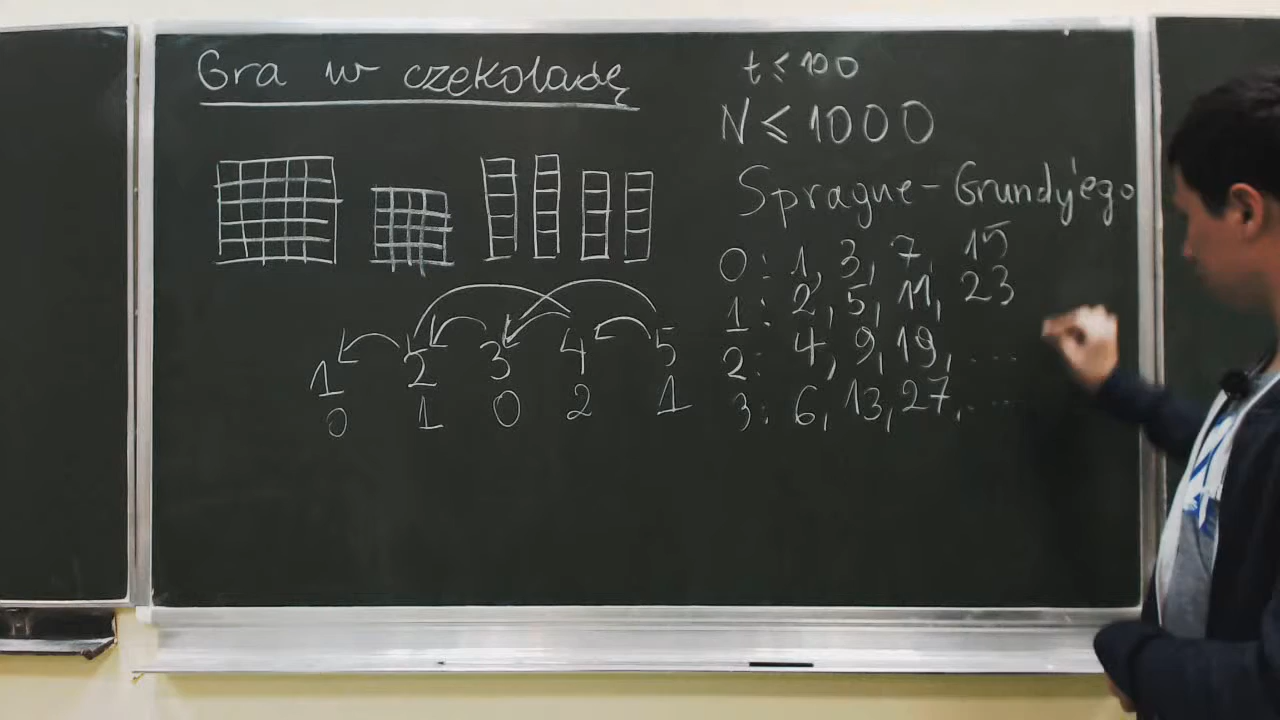 Gra w czekoladę
t ≤ 100
N ≤ 1000
Sprague-Grundy'ego
0: 1, 3, 7, 15
1: 2, 5, 11, 23
2: 4, 9, 19, ...
3: 6, 13, 27, ...
1 2 3 4 5
0 1 0 2 1